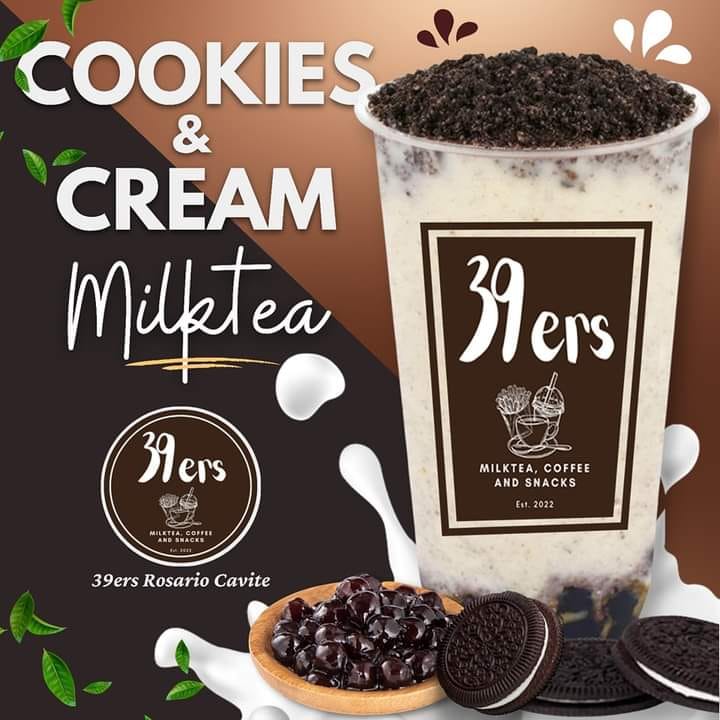 COOKIES
&
CREAM
Milktea
39ers
MILKTEA, COFFEE
AND SNACKS
Est. 2022
39ers
MILKTEA, COFFEE
AND SNACKS
Est. 2022
39ers Rosario Cavite